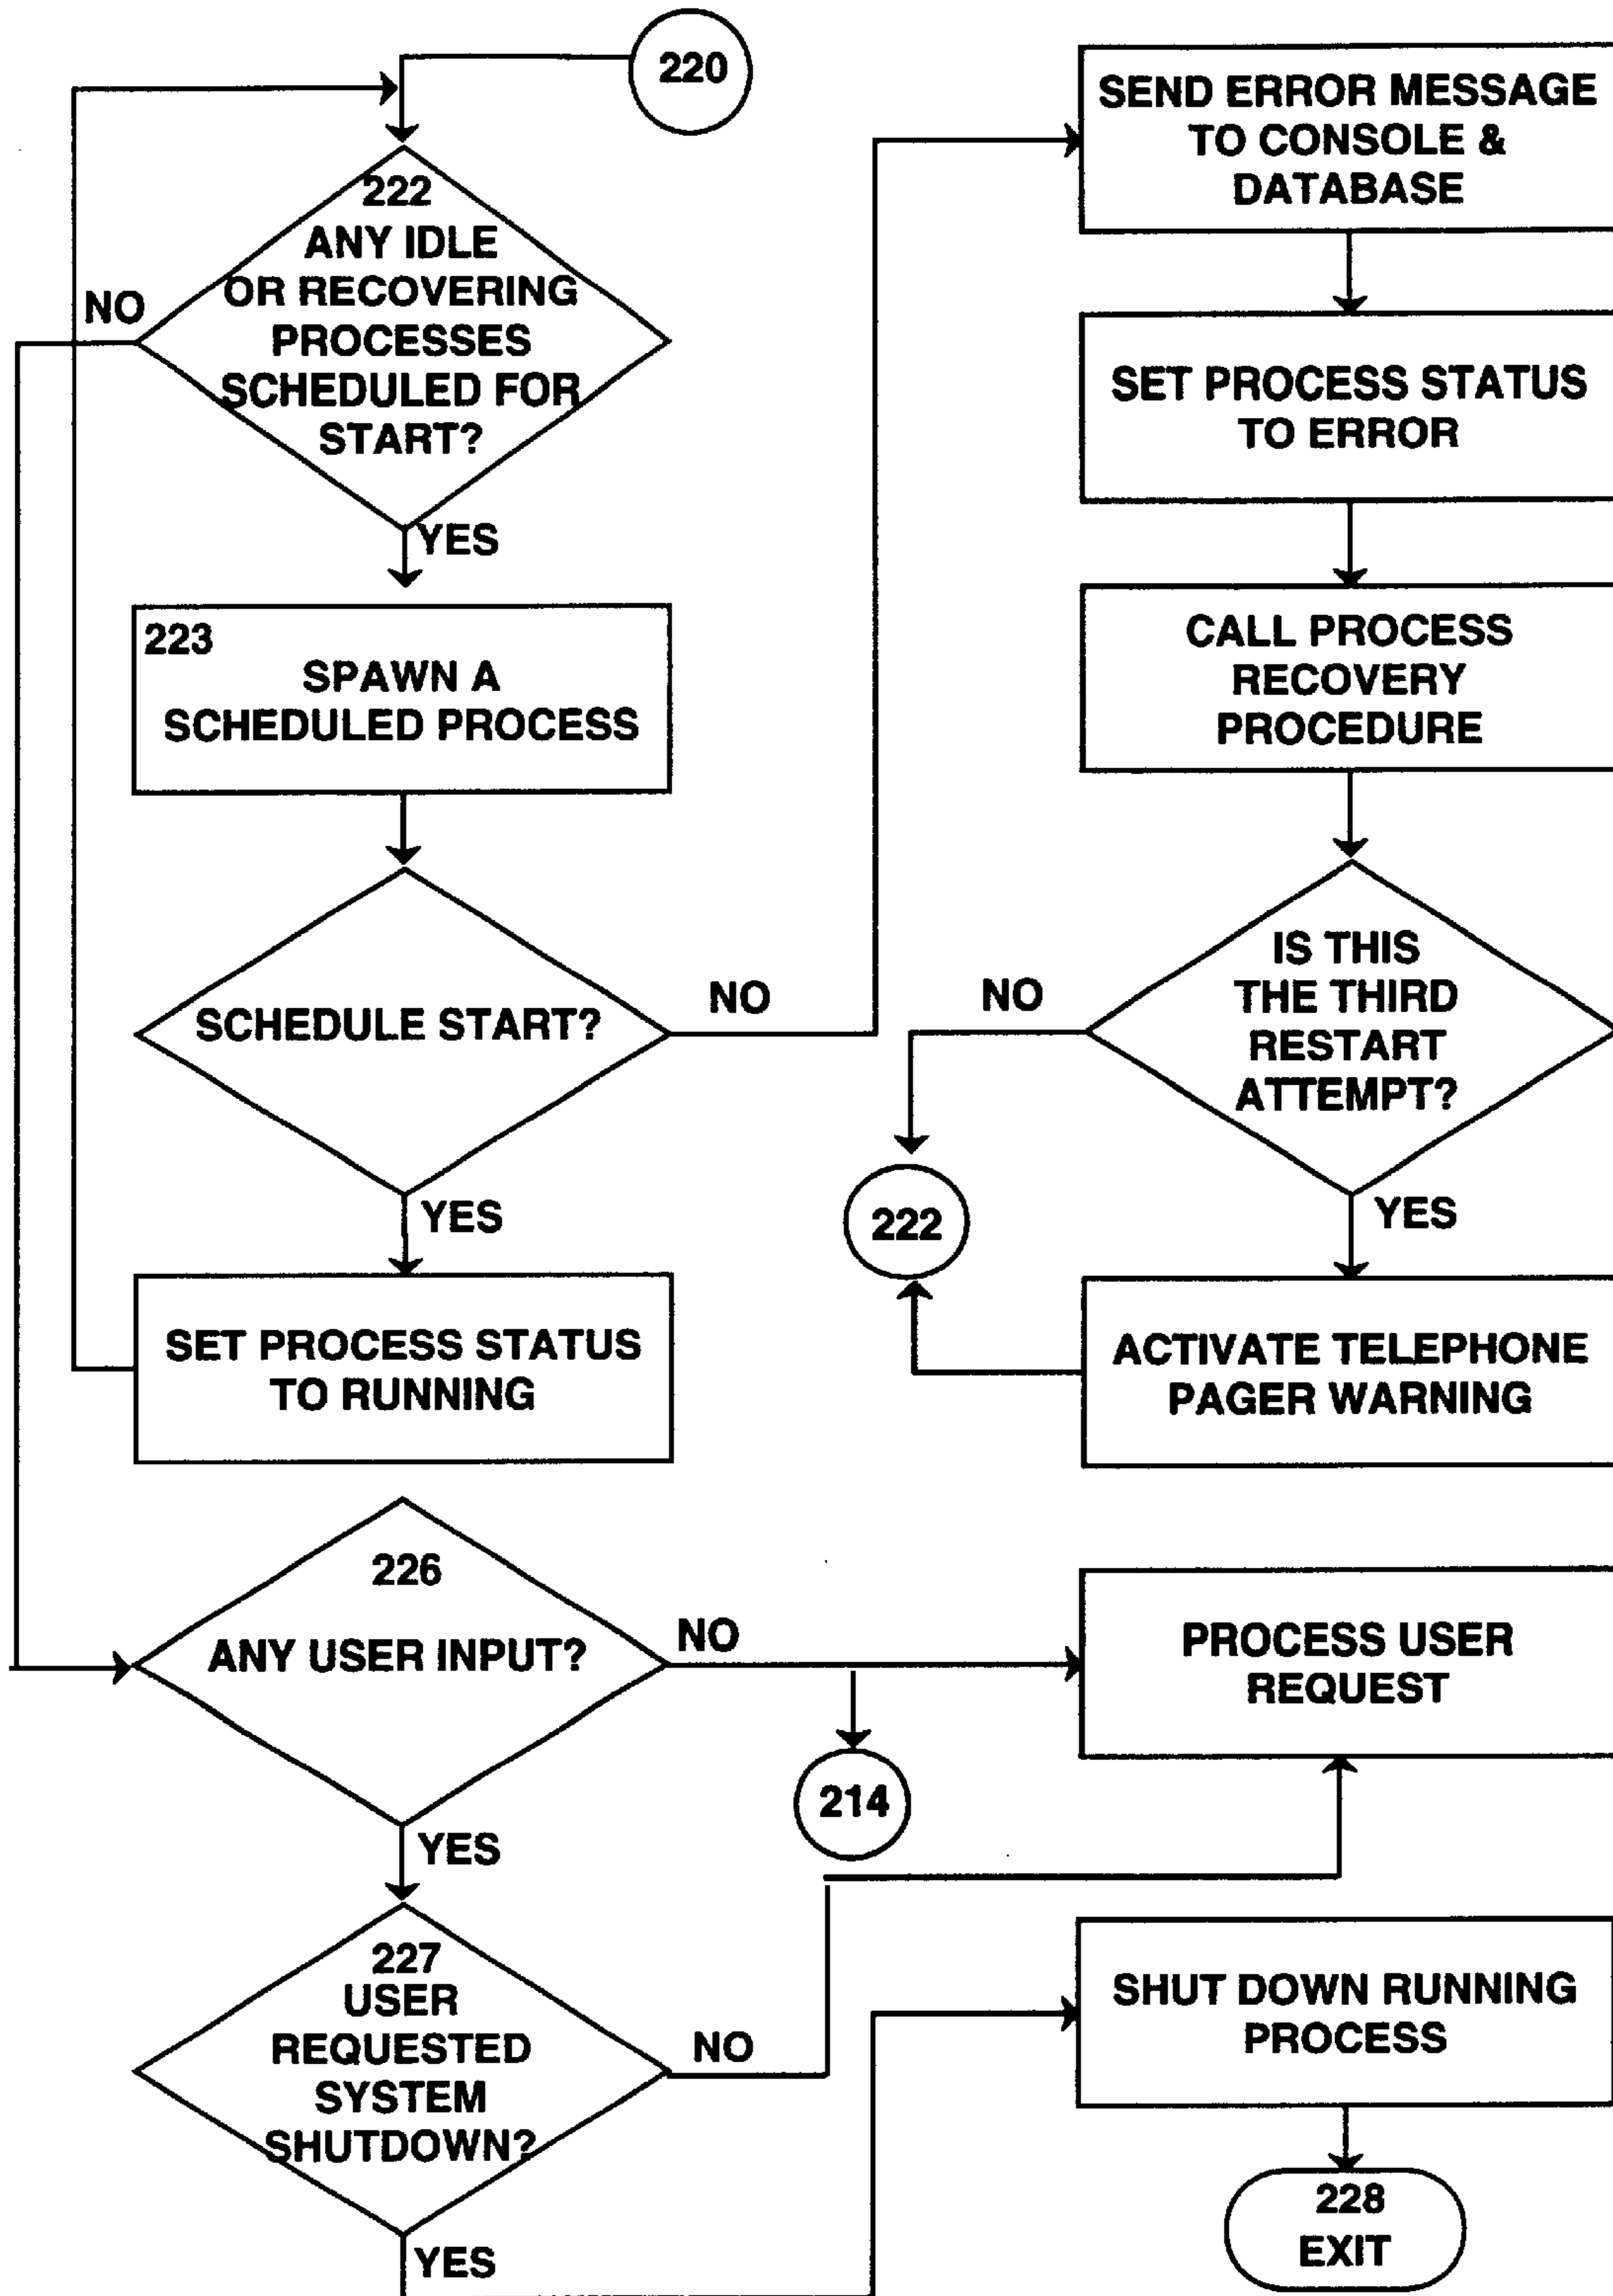 220
222
ANY IDLE
OR RECOVERING
PROCESSES
SCHEDULED FOR
START?
NO
YES
223
SPAWN A
SCHEDULED PROCESS
SCHEDULE START?
NO
YES
SET PROCESS STATUS
TO RUNNING
SEND ERROR MESSAGE
TO CONSOLE &
DATABASE
SET PROCESS STATUS
TO ERROR
CALL PROCESS
RECOVERY
PROCEDURE
IS THIS
THE THIRD
RESTART
ATTEMPT?
NO
222
YES
ACTIVATE TELEPHONE
PAGER WARNING
226
ANY USER INPUT?
NO
214
PROCESS USER
REQUEST
YES
227
USER
REQUESTED
SYSTEM
SHUTDOWN?
NO
YES
SHUT DOWN RUNNING
PROCESS
228
EXIT